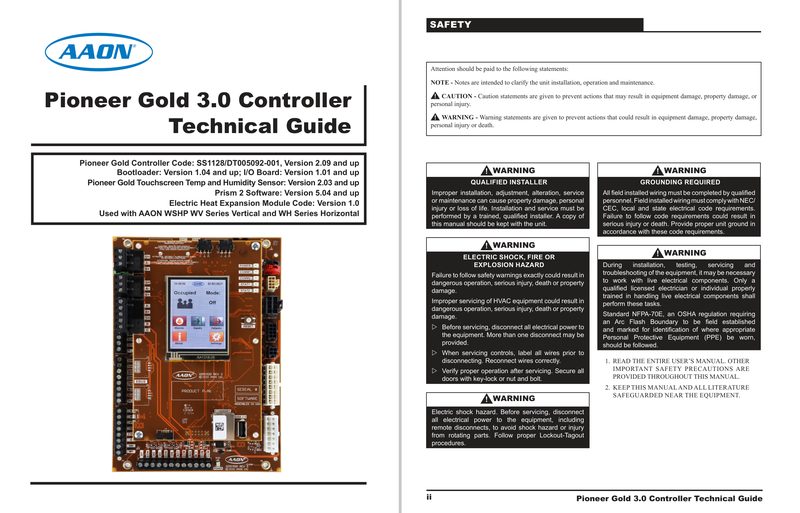 AAON®
Pioneer Gold 3.0 Controller
Technical Guide
Pioneer Gold Controller Code: SS1128/DT005092-001, Version 2.09 and up
Bootloader: Version 1.04 and up; I/O Board: Version 1.01 and up
Pioneer Gold Touchscreen Temp and Humidity Sensor: Version 2.03 and up
Prism 2 Software: Version 5.04 and up
Electric Heat Expansion Module Code: Version 1.0
Used with AAON WSHP WV Series Vertical and WH Series Horizontal
Occupied
Mode:
Off
AAON
PRODUCT P/N:
SERIAL #
SOFTWARE
AAON
SAFETY
Attention should be paid to the following statements:
NOTE - Notes are intended to clarify the unit installation, operation and maintenance.
CAUTION - Caution statements are given to prevent actions that may result in equipment damage, property damage, or
personal injury.
WARNING - Warning statements are given to prevent actions that could result in equipment damage, property damage,
personal injury or death.
WARNING
QUALIFIED INSTALLER
Improper installation, adjustment, alteration, service
or maintenance can cause property damage, personal
injury or loss of life. Installation and service must be
performed by a trained, qualified installer. A copy of
this manual should be kept with the unit.
WARNING
ELECTRIC SHOCK, FIRE OR
EXPLOSION HAZARD
Failure to follow safety warnings exactly could result in
dangerous operation, serious injury, death or property
damage.
Improper servicing of HVAC equipment could result in
dangerous operation, serious injury, death or property
damage.
▷ Before servicing, disconnect all electrical power to
the equipment. More than one disconnect may be
provided.
▷ When servicing controls, label all wires prior to
disconnecting. Reconnect wires correctly.
▷ Verify proper operation after servicing. Secure all
doors with key-lock or nut and bolt.
WARNING
Electric shock hazard. Before servicing, disconnect
all electrical power to the equipment, including
remote disconnects, to avoid shock hazard or injury
from rotating parts. Follow proper Lockout-Tagout
procedures.
WARNING
GROUNDING REQUIRED
All field installed wiring must be completed by qualified
personnel. Field installed wiring must comply with NEC/
CEC, local and state electrical code requirements.
Failure to follow code requirements could result in
serious injury or death. Provide proper unit ground in
accordance with these code requirements.
WARNING
During installation, testing, servicing and
troubleshooting of the equipment, it may be necessary
to work with live electrical components. Only a
qualified licensed electrician or individual properly
trained in handling live electrical components shall
perform these tasks.
Standard NFPA-70E, an OSHA regulation requiring
an Arc Flash Boundary to be field established
and marked for identification of where appropriate
Personal Protective Equipment (PPE) be worn,
should be followed.
1. READ THE ENTIRE USER'S MANUAL. OTHER
IMPORTANT SAFETY PRECAUTIONS ARE
PROVIDED THROUGHOUT THIS MANUAL.
2. KEEP THIS MANUAL AND ALL LITERATURE
SAFEGUARDED NEAR THE EQUIPMENT.
ii
Pioneer Gold 3.0 Controller Technical Guide